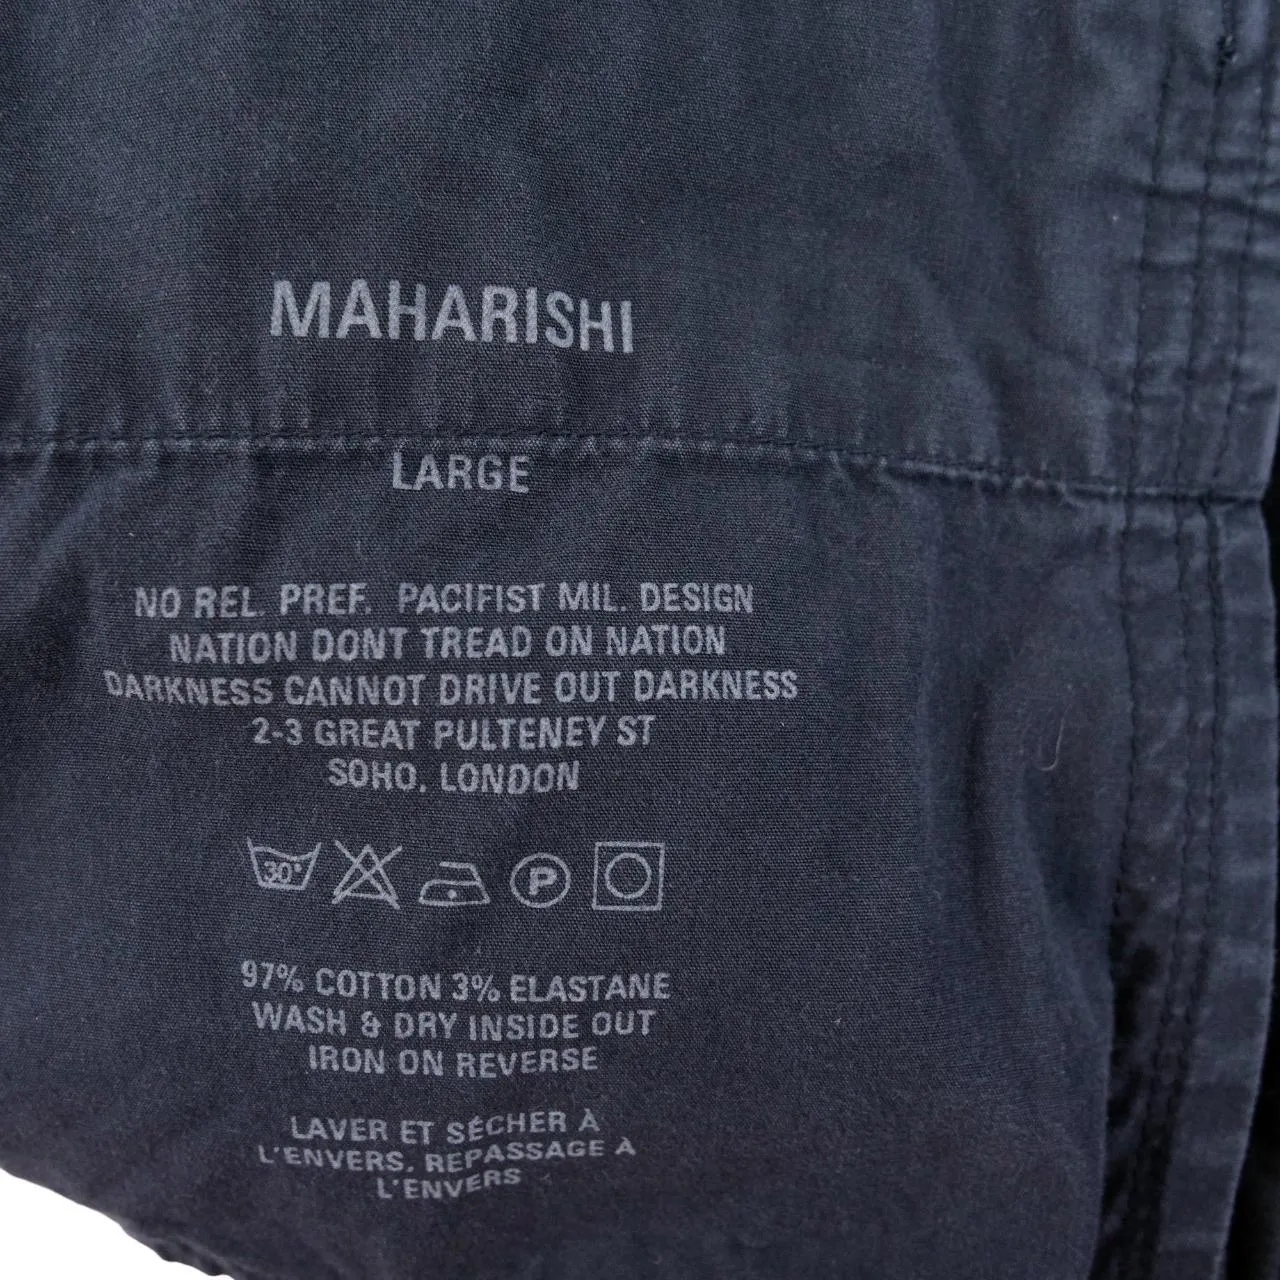 MAHARISHI
LARGE
NO REL. PREF. PACIFIST MIL. DESIGN
NATION DONT TREAD ON NATION
DARKNESS CANNOT DRIVE OUT DARKNESS
2-3 GREAT PULTENEY ST
SOHO. LONDON
30° P
97% COTTON 3% ELASTANE
WASH & DRY INSIDE OUT
IRON ON REVERSE
LAVER ET SÉCHER À
L'ENVERS. REPASSAGE À
L'ENVERS